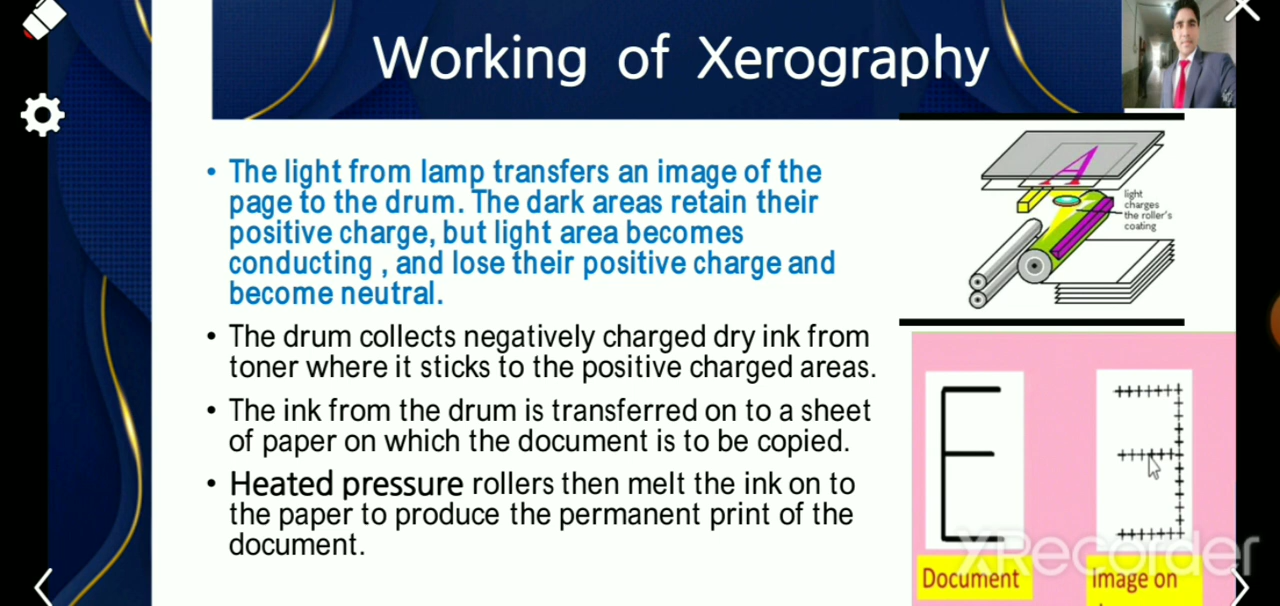 Working of Xerography
• The light from lamp transfers an image of the
page to the drum. The dark areas retain their
positive charge, but light area becomes
conducting , and lose their positive charge and
become neutral.
• The drum collects negatively charged dry ink from
toner where it sticks to the positive charged areas.
• The ink from the drum is transferred on to a sheet
of paper on which the document is to be copied.
• Heated pressure rollers then melt the ink on to
the paper to produce the permanent print of the
document.
A
light
charges
the roller's
coating
E
Document
Image on
XRecorder